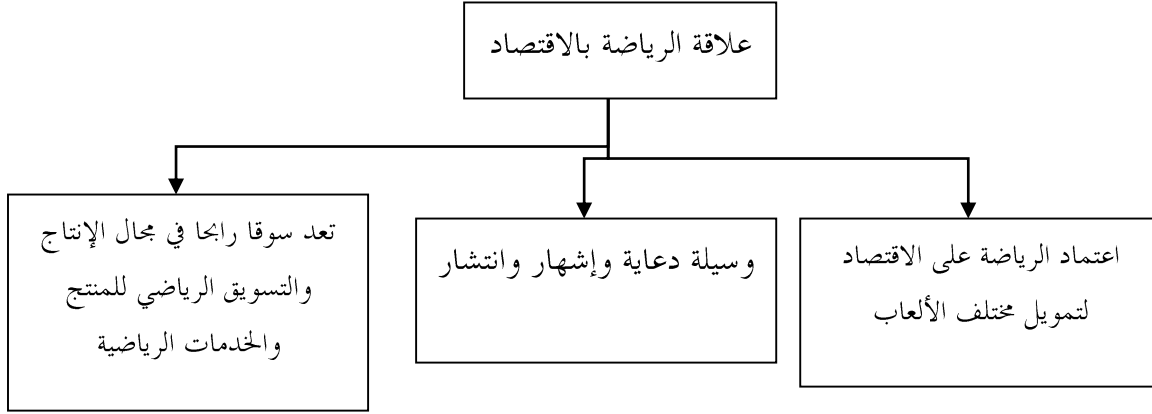 علاقة الرياضة بالاقتصاد
اعتماد الرياضة على الاقتصاد
لتمويل مختلف الألعاب
وسيلة دعاية وإشهار وانتشار
تعد سوقا رابحا في مجال الإنتاج
والتسويق الرياضي للمنتج
والخدمات الرياضية